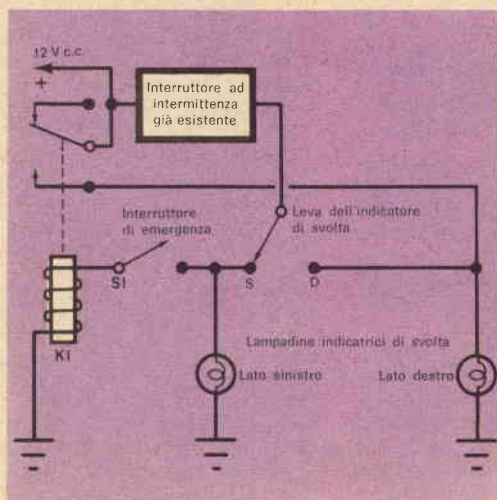 12 V c.c.
+
Interruttore ad
intermittenza
già esistente
Interruttore
di emergenza
Leva dell'indicatore
di svolta
S1
S
D
K1
Lampadine indicatrici di svolta
Lato sinistro
Lato destro